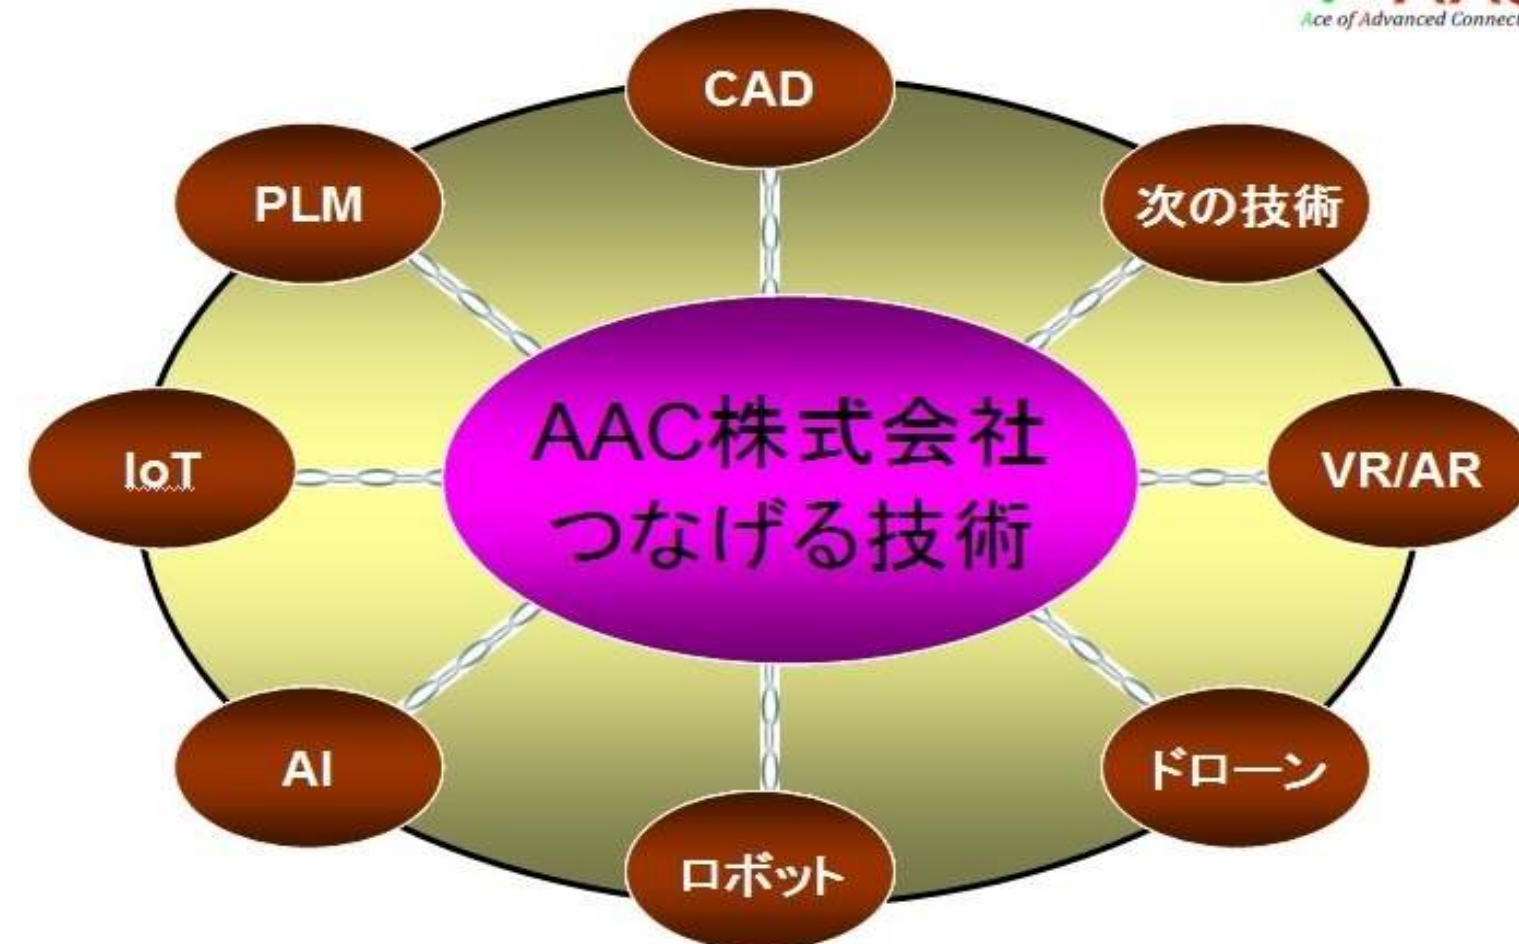 Ace of Advanced
CAD
PLM
次の技術
AAC株式会社
つなげる技術
IoT
VR/AR
AI
ドローン
ロボット